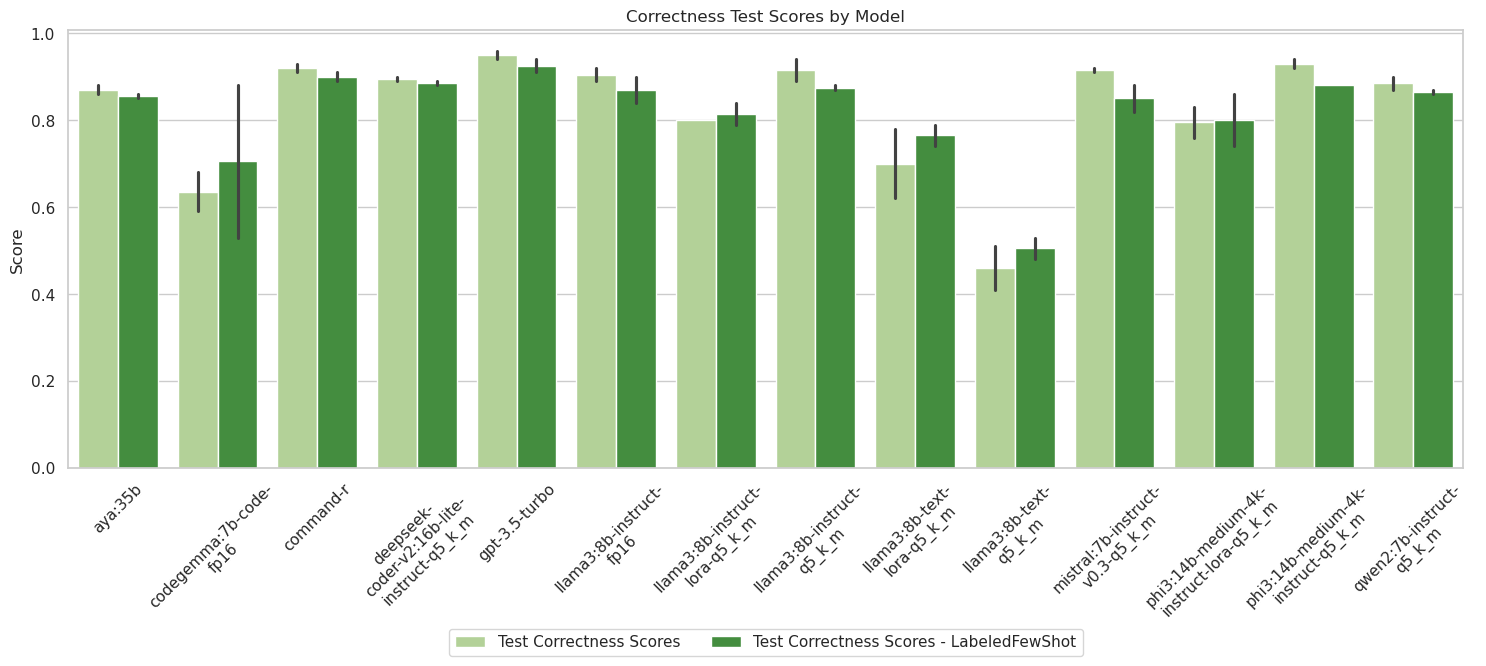 Correctness Test Scores by Model
Score
1.0
0.8
0.6
0.4
0.2
0.0
aya:35b
codegemma:7b-code-
fp16
command-r
deepseek-
coder-v2:16b-lite-
instruct-q5_k_m
gpt-3.5-turbo
llama3:8b-instruct-
fp16
llama3:8b-instruct-
lora-q5_k_m
llama3:8b-instruct-
q5_k_m
llama3:8b-text-
lora-q5_k_m
llama3:8b-text-
q5_k_m
mistral:7b-instruct-
v0.3-q5_k_m
phi3:14b-medium-4k-
instruct-lora-q5_k_m
phi3:14b-medium-4k-
instruct-q5_k_m
qwen2:7b-instruct-
q5_k_m
Test Correctness Scores
Test Correctness Scores - LabeledFewShot